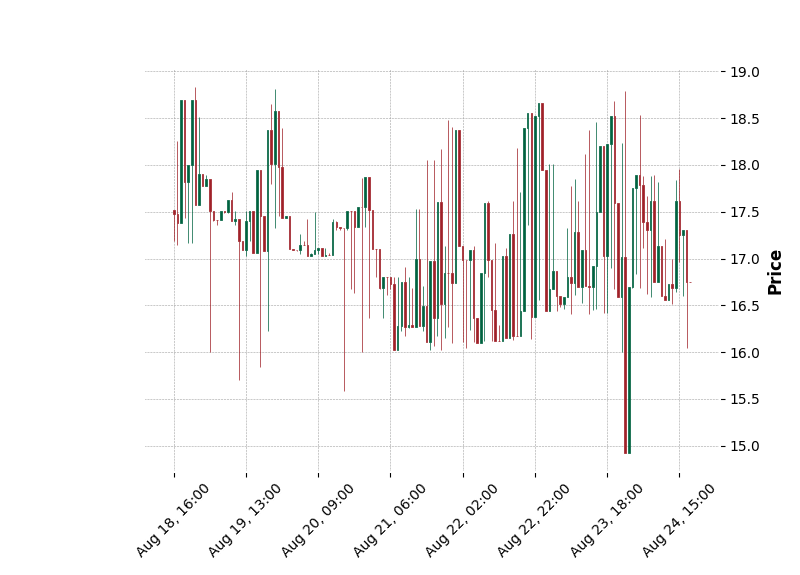 19.0
18.5
18.0
17.5
17.0
16.5
16.0
15.5
15.0
Price
Aug 18, 16:00
Aug 19, 13:00
Aug 20, 09:00
Aug 21, 06:00
Aug 22, 02:00
Aug 22, 22:00
Aug 23, 18:00
Aug 24, 15:00